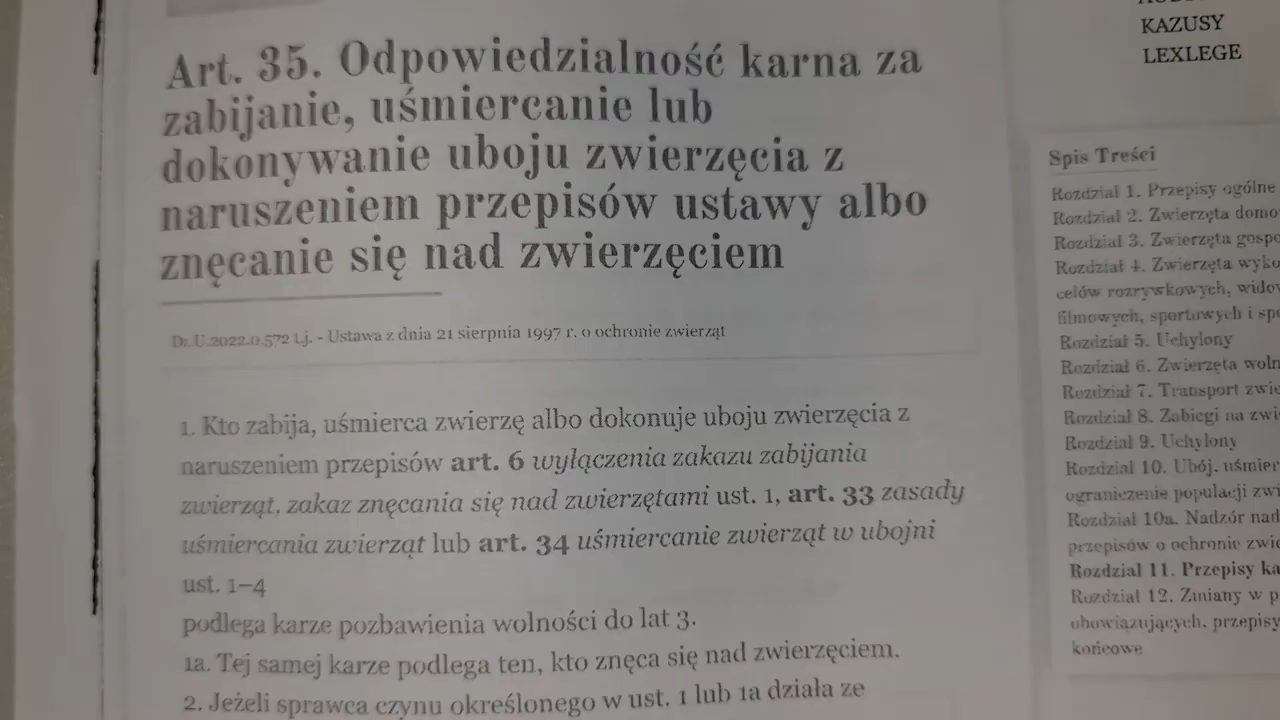 Art. 35. Odpowiedzialność karna za
zabijanie, uśmiercanie lub
dokonywanie uboju zwierzęcia z
naruszeniem przepisów ustawy albo
znęcanie się nad zwierzęciem
Dz.U.2022.0.572 t.j. - Ustawa z dnia 21 sierpnia 1997 r. o ochronie zwierząt
1. Kto zabija, uśmierca zwierzę albo dokonuje uboju zwierzęcia z
naruszeniem przepisów art. 6 wyłączenia zakazu zabijania
zwierząt, zakaz znęcania się nad zwierzętami ust. 1, art. 33 zasady
uśmiercania zwierząt lub art. 34 uśmiercanie zwierząt w ubojni
ust. 1–4
podlega karze pozbawienia wolności do lat 3.
1a. Tej samej karze podlega ten, kto znęca się nad zwierzęciem.
2. Jeżeli sprawca czynu określonego w ust. 1 lub 1a działa ze
KAZUSY
LEXLEGE
Spis Treści
Rozdział 1. Przepisy ogólne
Rozdział 2. Zwierzęta domo
Rozdział 3. Zwierzęta gospo
Rozdział 4. Zwierzęta wyko
celów rozrywkowych, widow
filmowych, sportowych i spe
Rozdział 5. Uchylony
Rozdział 6. Zwierzęta woln
Rozdział 7. Transport zwie
Rozdział 8. Zabiegi na zwi
Rozdział 9. Uchylony
Rozdział 10. Ubój, uśmier
ograniczenie populacji zwi
Rozdział 10a. Nadzór nad
przepisów o ochronie zwie
Rozdział 11. Przepisy ka
Rozdział 12. Zmiany w p
obowiązujących, przepisy
końcowe